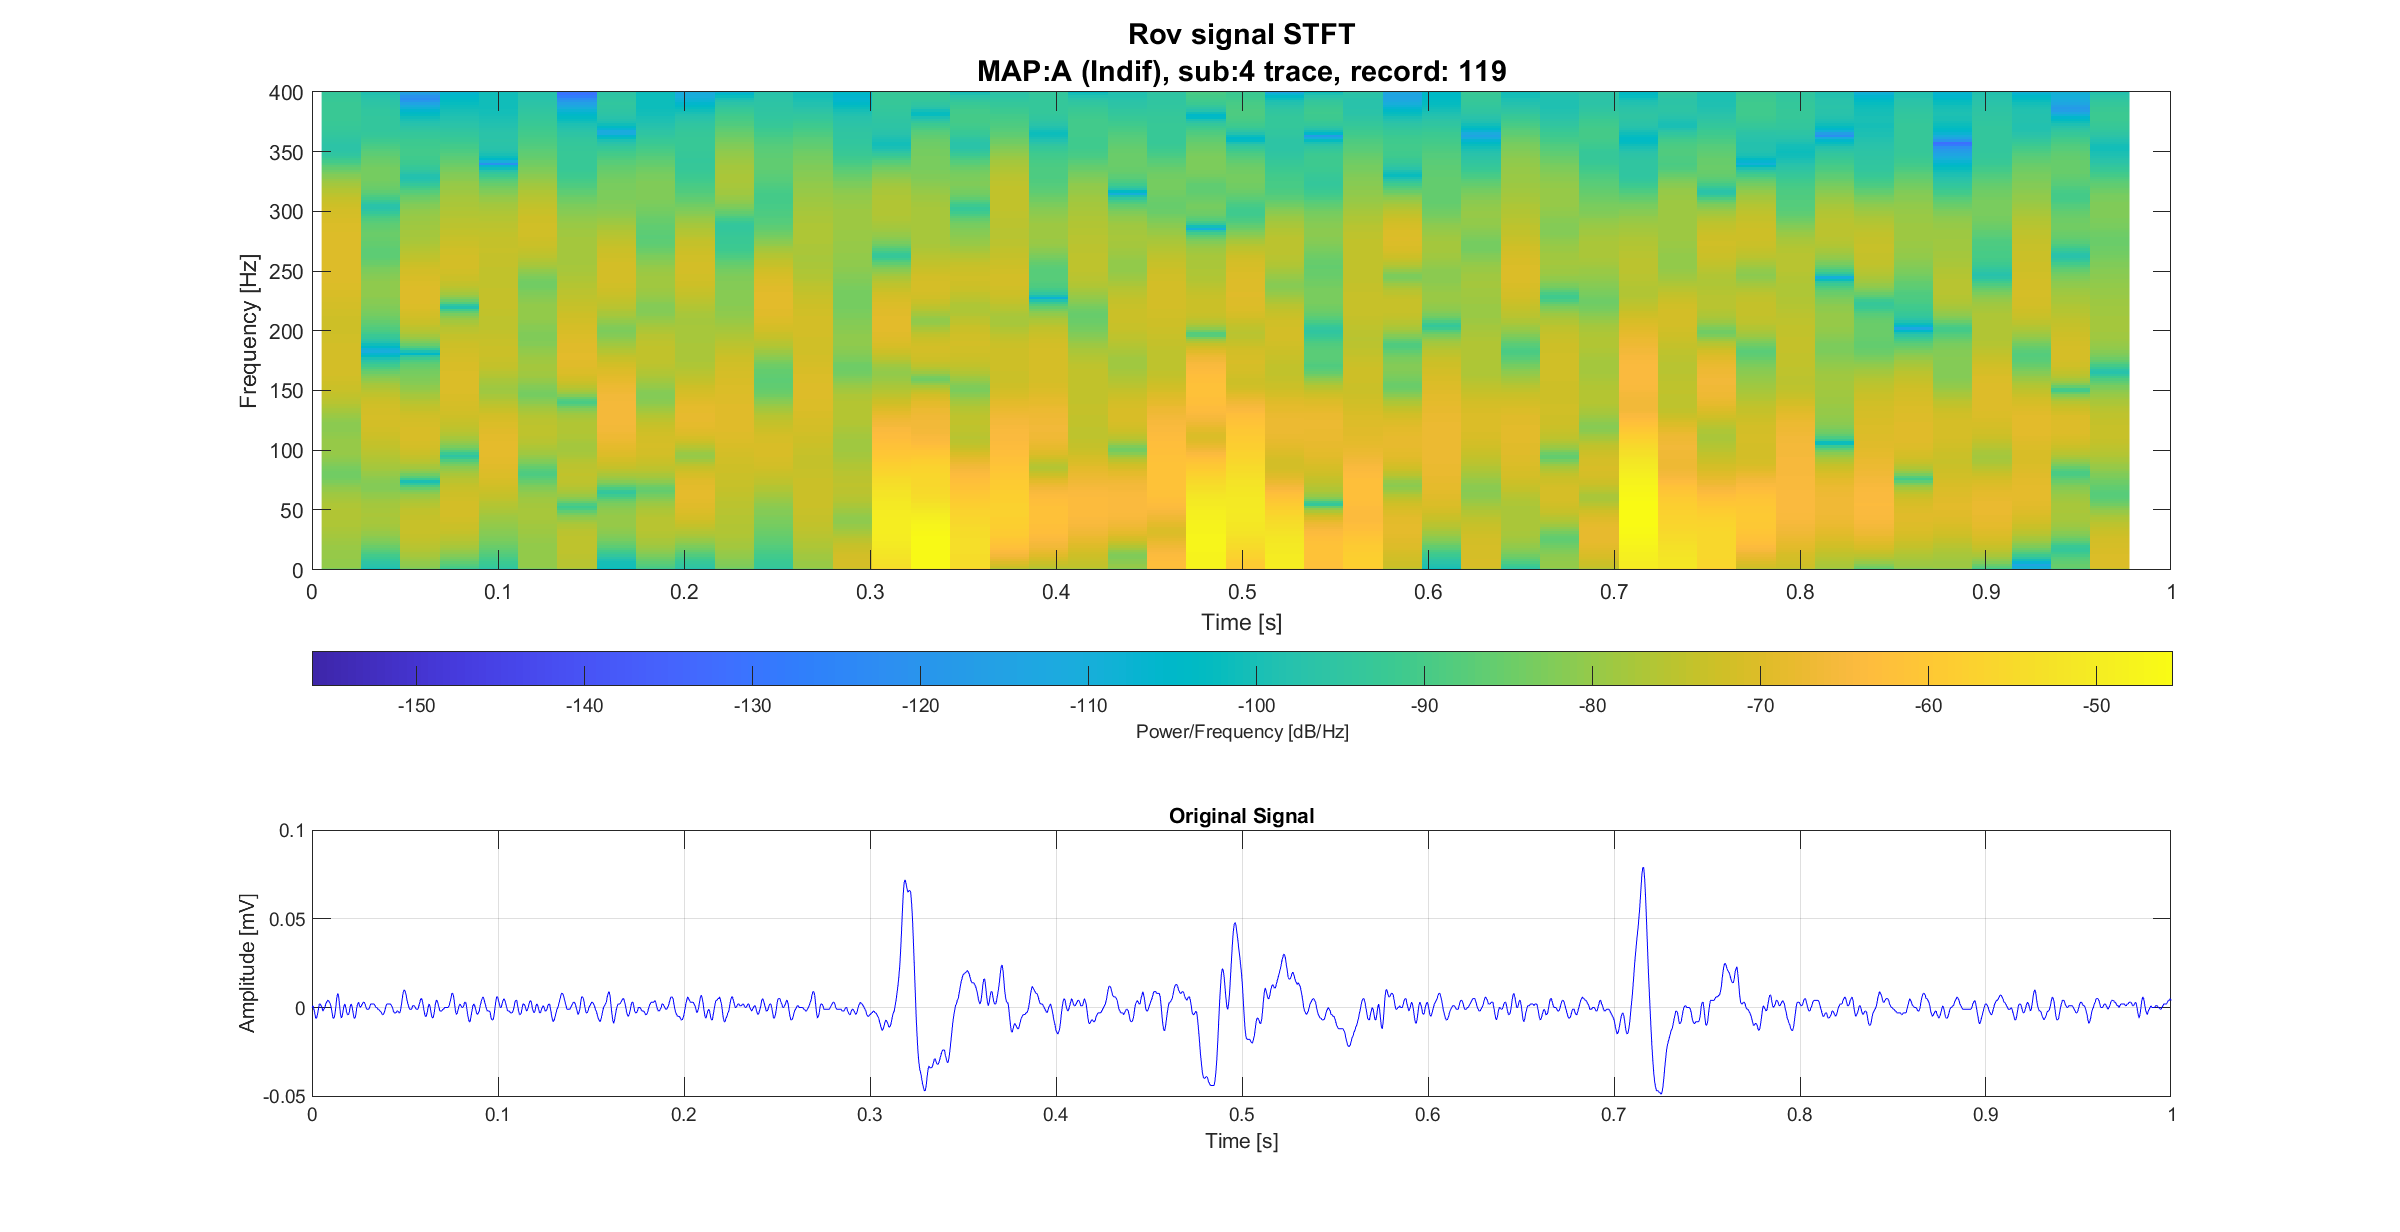 Rov signal STFT
MAP:A (Indif), sub:4 trace, record: 119
400
350
300
250
200
150
100
50
0
Frequency [Hz]
0 0.1 0.2 0.3 0.4 0.5 0.6 0.7 0.8 0.9 1
Time [s]
-150 -140 -130 -120 -110 -100 -90 -80 -70 -60 -50
Power/Frequency [dB/Hz]
Original Signal
0.1
0.05
0
-0.05
Amplitude [mV]
0 0.1 0.2 0.3 0.4 0.5 0.6 0.7 0.8 0.9 1
Time [s]